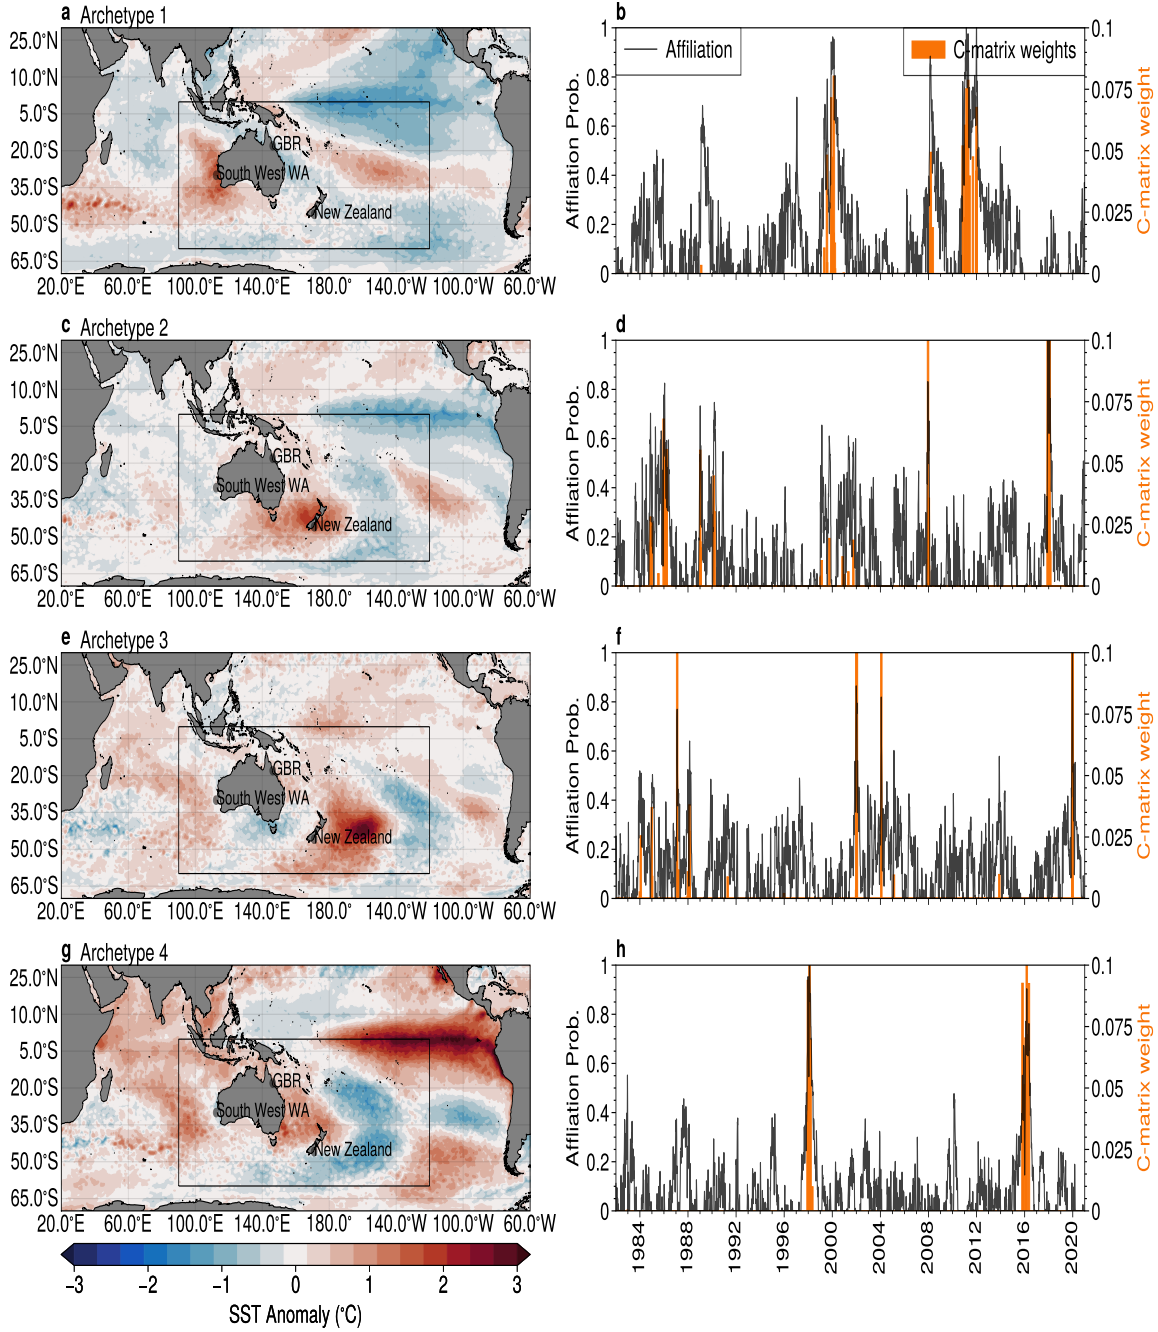 a Archetype 1
25.0°N
10.0°N
5.0°S
20.0°S
35.0°S
50.0°S
65.0°S
GBR
South West WA
New Zealand
20.0°E 60.0°E 100.0°E 180.0° 140.0°W 100.0°W 60.0°W
b
Affiliation
C-matrix weights
Affliation Prob.
1
0.8
0.6
0.4
0.2
0
0.1
0.075
0.05
0.025
0
C-matrix weight
c Archetype 2
25.0°N
10.0°N
5.0°S
20.0°S
35.0°S
50.0°S
65.0°S
GBR
South West WA
New Zealand
20.0°E 60.0°E 100.0°E 140.0°E 180.0° 140.0°W 100.0°W 60.0°W
d
Affliation Prob.
1
0.8
0.6
0.4
0.2
0
0.1
0.075
0.05
0.025
0
C-matrix weight
e Archetype 3
25.0°N
10.0°N
5.0°S
20.0°S
35.0°S
50.0°S
65.0°S
GBR
South West WA
New Zealand
20.0°E 60.0°E 100.0°E 140.0°E 180.0° 140.0°W 100.0°W 60.0°W
f
Affliation Prob.
1
0.8
0.6
0.4
0.2
0
0.1
0.075
0.05
0.025
0
C-matrix weight
g Archetype 4
25.0°N
10.0°N
5.0°S
20.0°S
35.0°S
50.0°S
65.0°S
GBR
South West WA
New Zealand
20.0°E 60.0°E 100.0°E 140.0°E 180.0° 140.0°W 100.0°W 60.0°W
h
Affliation Prob.
1
0.8
0.6
0.4
0.2
0
0.1
0.075
0.05
0.025
0
C-matrix weight
1984 1988 1992 1996 2000 2004 2008 2012 2016 2020
−3 −2 −1 0 1 2 3
SST Anomaly (°C)